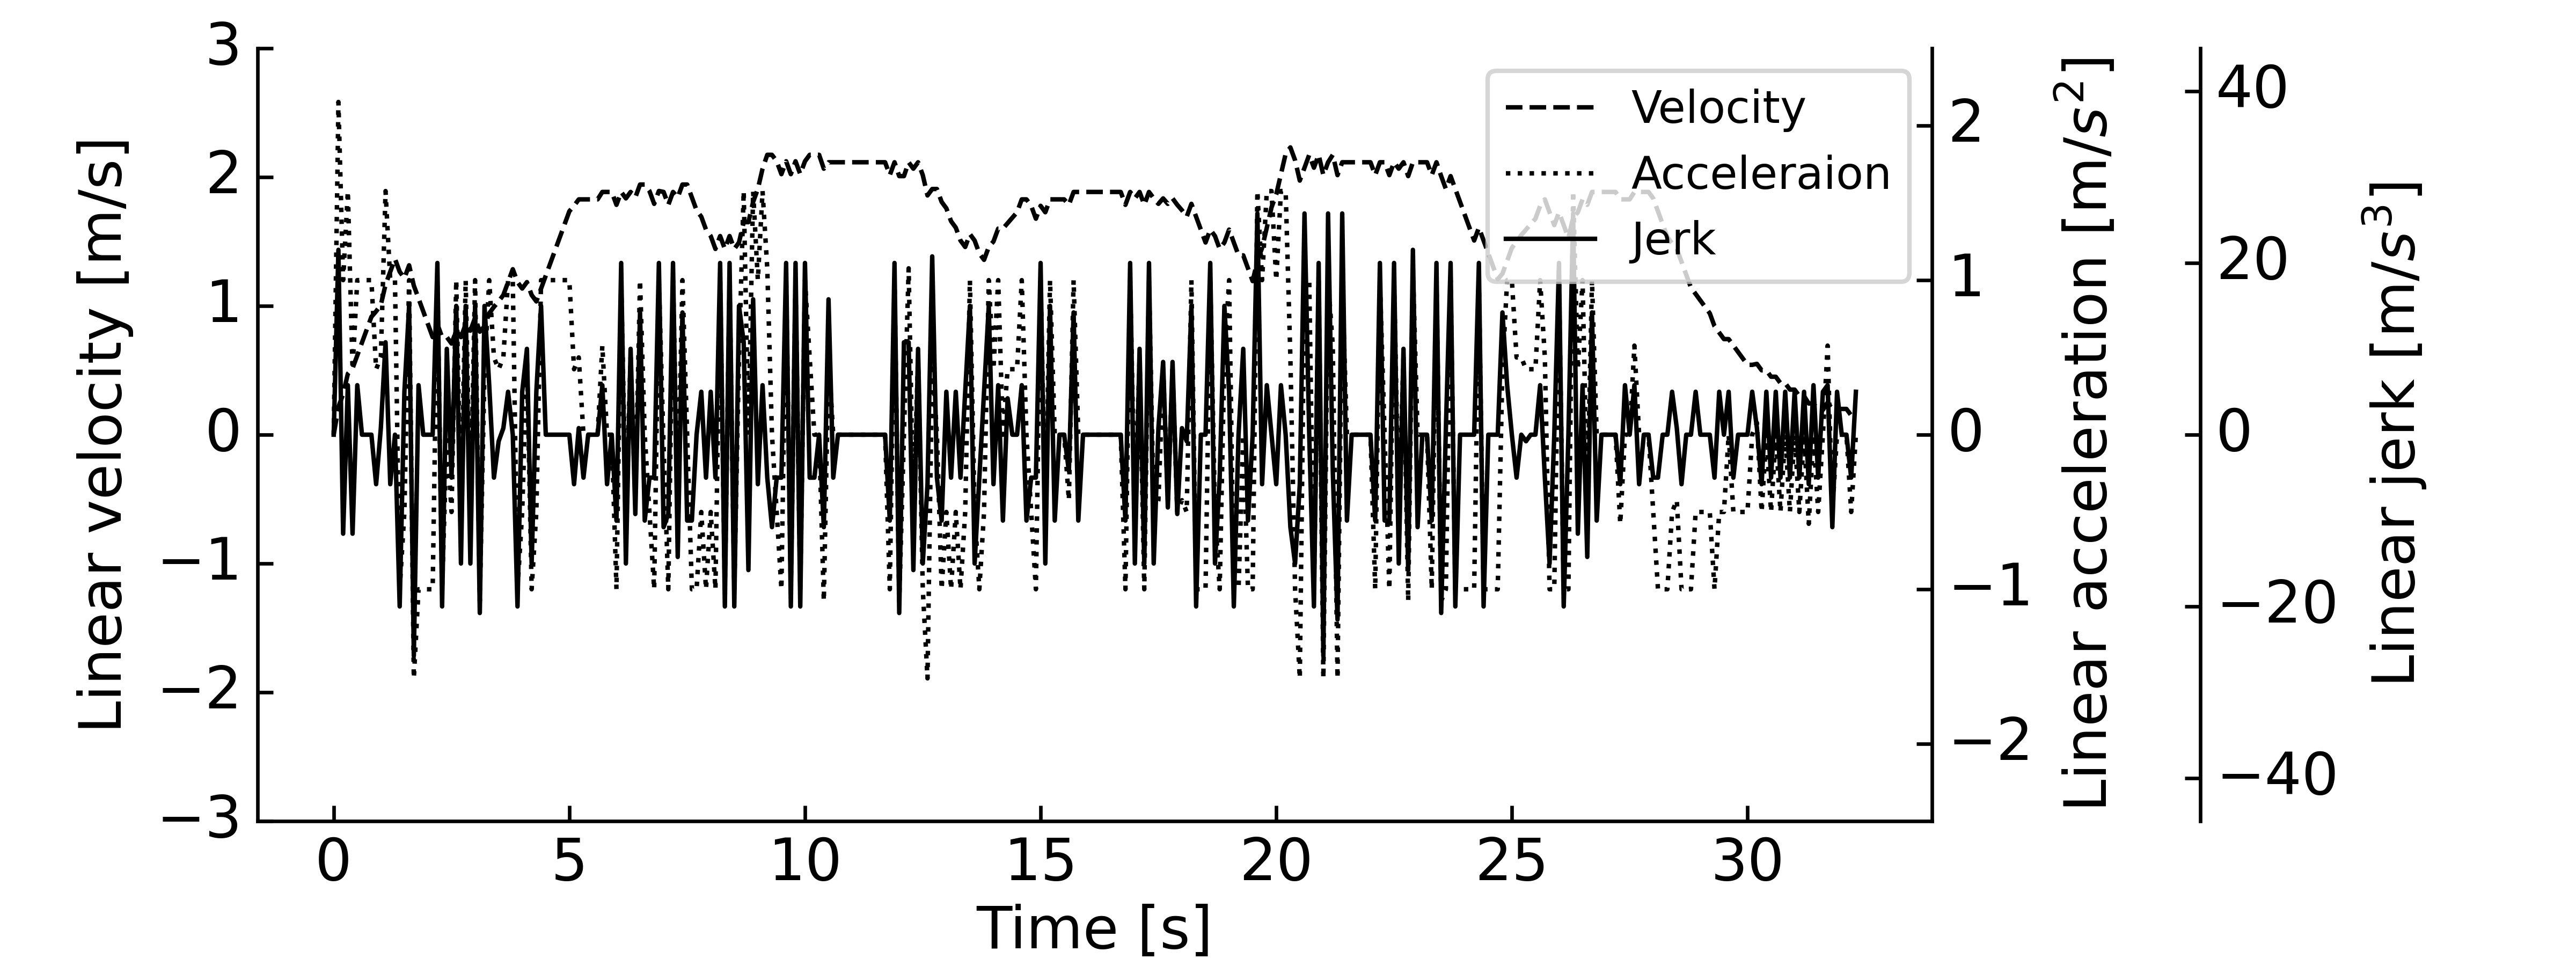 Linear velocity [m/s]
3
2
1
0
−1
−2
−3
0 5 10 15 20 25 30
Time [s]
Velocity
Acceleraion
Jerk
2
1
0
−1
−2
Linear acceleration [m/s²]
40
20
0
−20
−40
Linear jerk [m/s³]